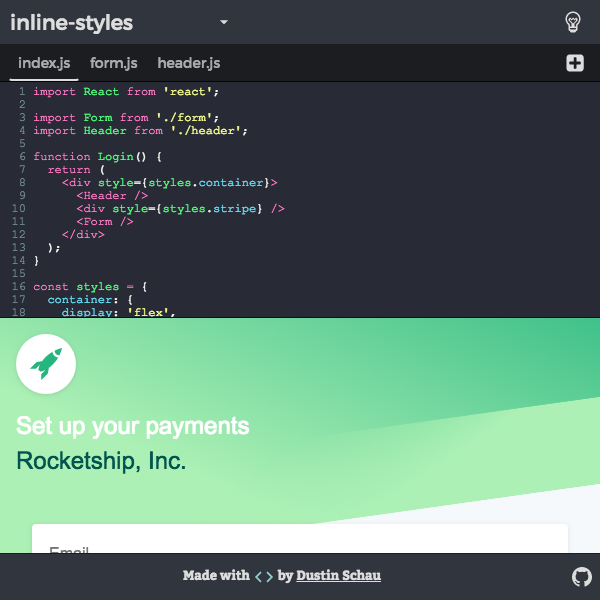 inline-styles
index.js form.js header.js
1 import React from 'react';
2
3 import Form from './form';
4 import Header from './header';
5
6 function Login() {
7 return (
8 <div style={styles.container}>
9 <Header />
10 <div style={styles.stripe} />
11 <Form />
12 </div>
13 );
14 }
15
16 const styles = {
17 container: {
18 display: 'flex',
Set up your payments
Rocketship, Inc.
Email
Made with <> by Dustin Schau